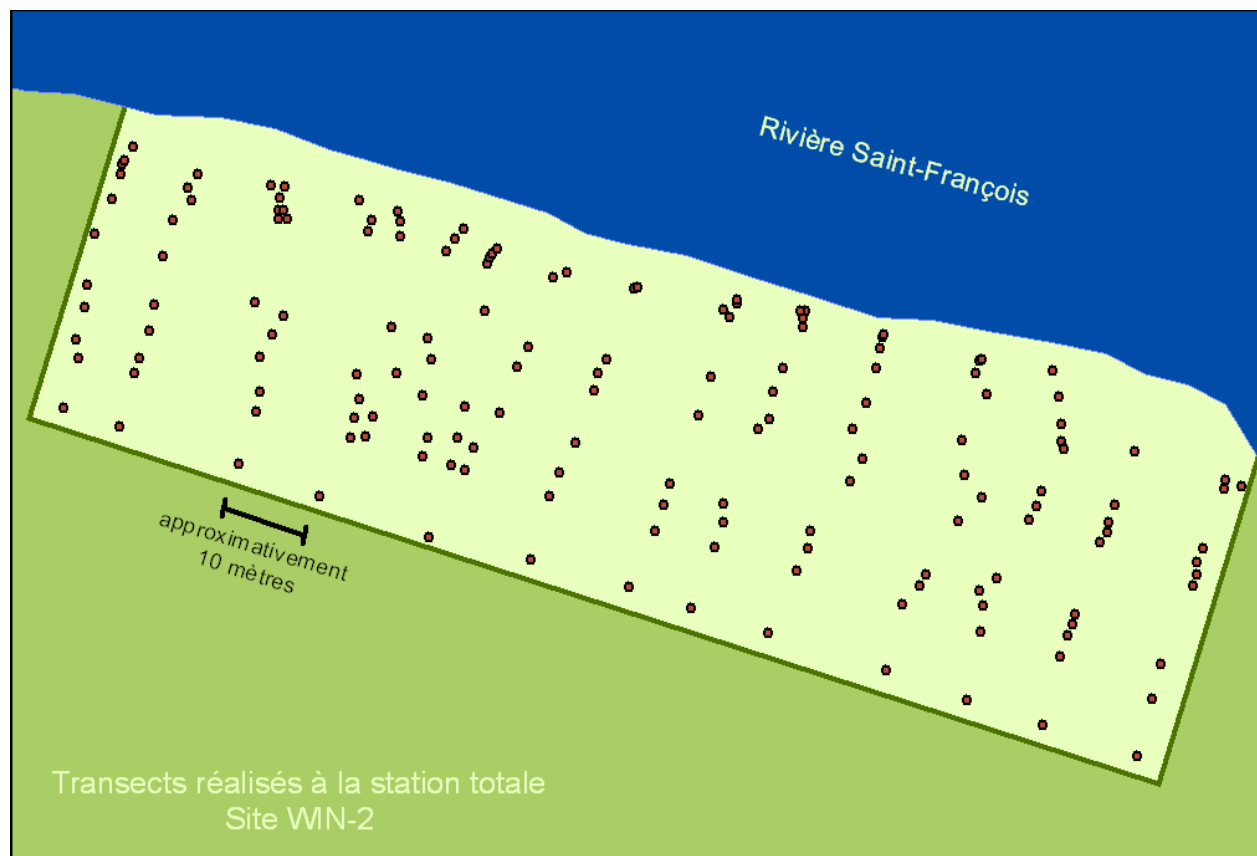 Rivière Saint-François
approximativement
10 mètres
Transects réalisés à la station totale
Site WIN-2